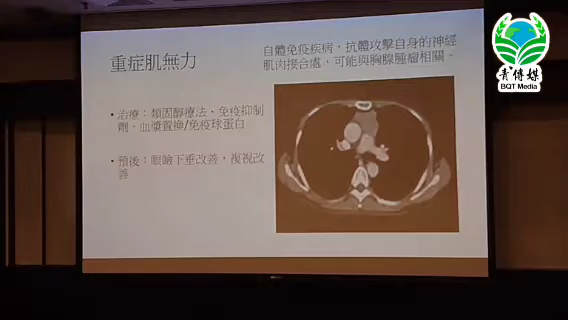 重症肌無力
自體免疫疾病，抗體攻擊自身的神經
肌肉接合處，可能與胸腺腫瘤相關。
• 治療：類固醇療法、免疫抑制
劑、血漿置換/免疫球蛋白
• 預後：眼瞼下垂改善，複視改
善
青傳媒
BQT Media